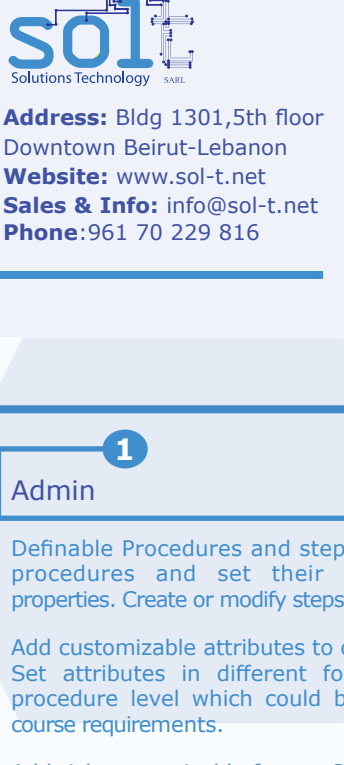 sol t
Solutions Technology SARL
Address: Bldg 1301,5th floor
Downtown Beirut-Lebanon
Website: www.sol-t.net
Sales & Info: info@sol-t.net
Phone:961 70 229 816
1
Admin
Definable Procedures and step
procedures and set their
properties. Create or modify steps
Add customizable attributes to
Set attributes in different fo
procedure level which could b
course requirements.